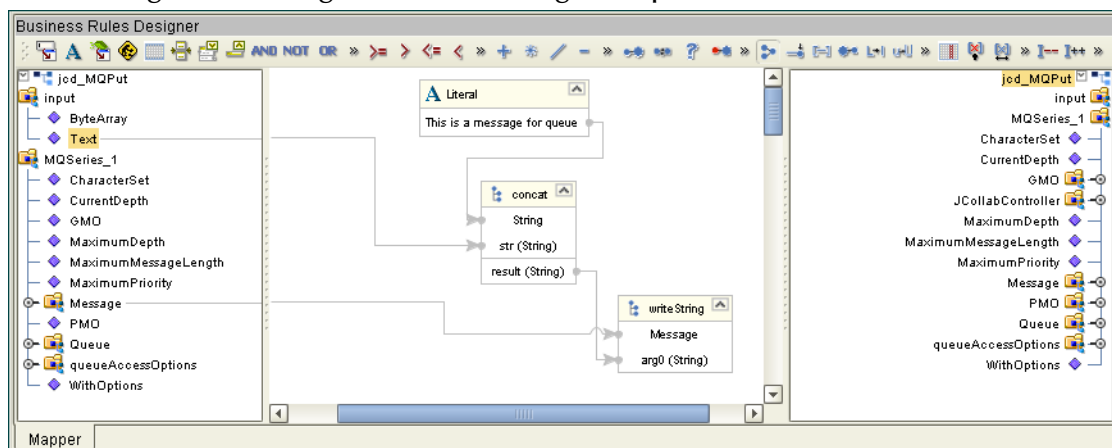 Business Rules Designer
A AND NOT OR » >= > <= < » + * / - » ? » » I-- I++ »
jcd_MQPut
input
ByteArray
Text
MQSeries_1
CharacterSet
CurrentDepth
GMO
MaximumDepth
MaximumMessageLength
MaximumPriority
Message
PMO
Queue
queueAccessOptions
WithOptions
A Literal
This is a message for queue
concat
String
str (String)
result (String)
writeString
Message
arg0 (String)
jcd_MQPut
input
MQSeries_1
CharacterSet
CurrentDepth
GMO
JCollabController
MaximumDepth
MaximumMessageLength
MaximumPriority
Message
PMO
Queue
queueAccessOptions
WithOptions
Mapper